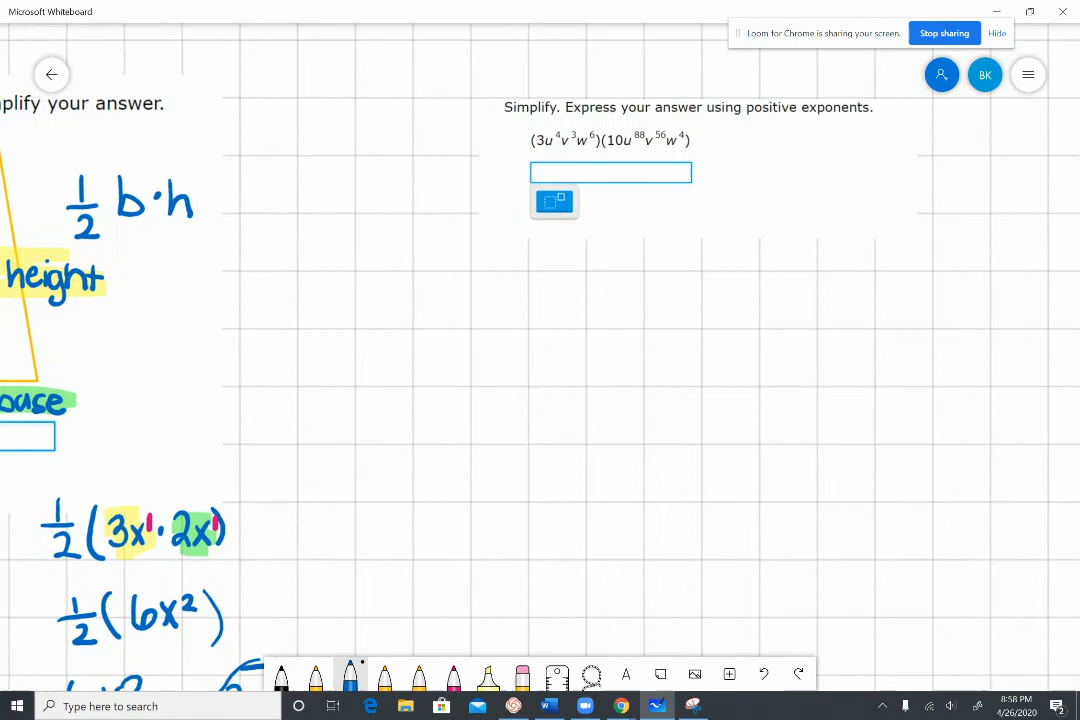 Microsoft Whiteboard
Loom for Chrome is sharing your screen. Stop sharing Hide
BK
plify your answer.
Simplify. Express your answer using positive exponents.
(3u⁴v³w⁶)(10u⁸⁸v⁵⁶w⁴)
1/2 b·h
height
base
1/2 (3x¹·2x¹)
1/2 (6x²)
A
Type here to search
8:58 PM
4/26/2020
2